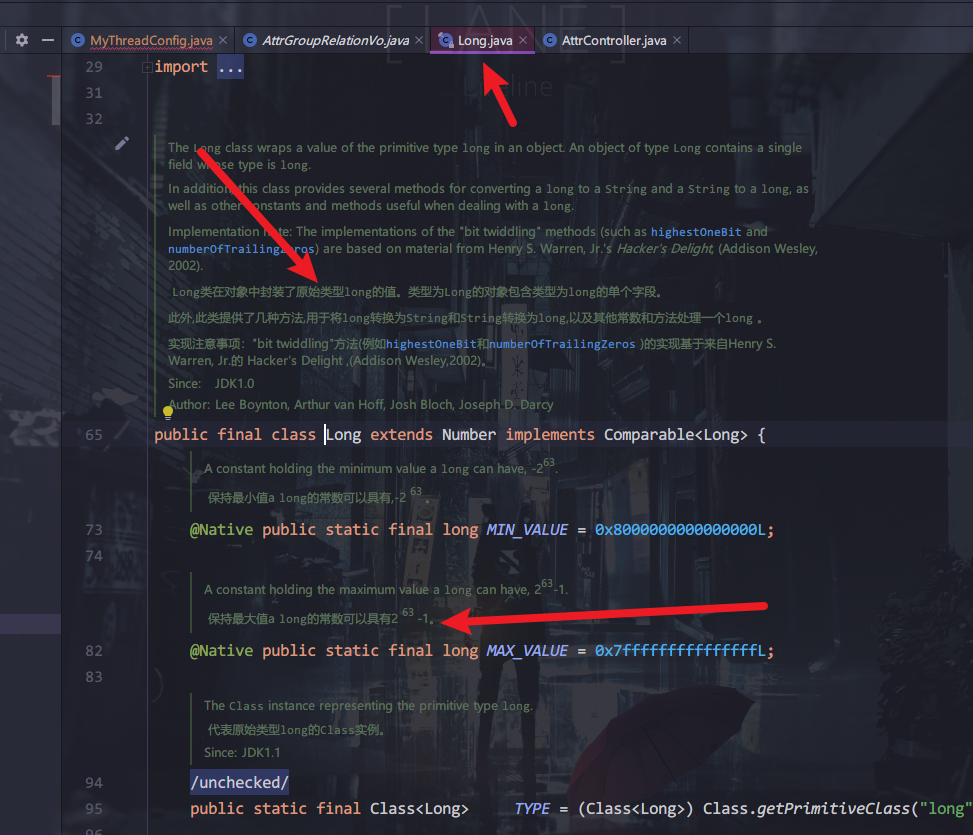 [ LANE ]
MyThreadConfig.java × AttrGroupRelationVo.java × Long.java × AttrController.java ×
29 import ...
31
32
The Long class wraps a value of the primitive type long in an object. An object of type Long contains a single
field whose type is long.
In addition, this class provides several methods for converting a long to a String and a String to a long, as
well as other constants and methods useful when dealing with a long.
Implementation note: The implementations of the "bit twiddling" methods (such as highestOneBit and
numberOfTrailingZeros) are based on material from Henry S. Warren, Jr.'s Hacker's Delight, (Addison Wesley,
2002).
Long类在对象中封装了原始类型long的值。类型为Long的对象包含类型为long的单个字段。
此外,此类提供了几种方法,用于将long转换为String和String转换为long,以及其他常数和方法处理一个long 。
实现注意事项："bit twiddling"方法(例如highestOneBit和numberOfTrailingZeros )的实现基于来自Henry S.
Warren, Jr.的 Hacker's Delight ,(Addison Wesley,2002)。
Since: JDK1.0
Author: Lee Boynton, Arthur van Hoff, Josh Bloch, Joseph D. Darcy
65 public final class Long extends Number implements Comparable<Long> {
A constant holding the minimum value a long can have, -2⁶³.
保持最小值a long的常数可以具有,-2 ⁶³ 。
73 @Native public static final long MIN_VALUE = 0x8000000000000000L;
74
A constant holding the maximum value a long can have, 2⁶³-1.
保持最大值a long的常数可以具有2 ⁶³ -1。
82 @Native public static final long MAX_VALUE = 0x7fffffffffffffffL;
83
The Class instance representing the primitive type long.
代表原始类型long的Class实例。
Since: JDK1.1
94 /unchecked/
95 public static final Class<Long> TYPE = (Class<Long>) Class.getPrimitiveClass("long"
96